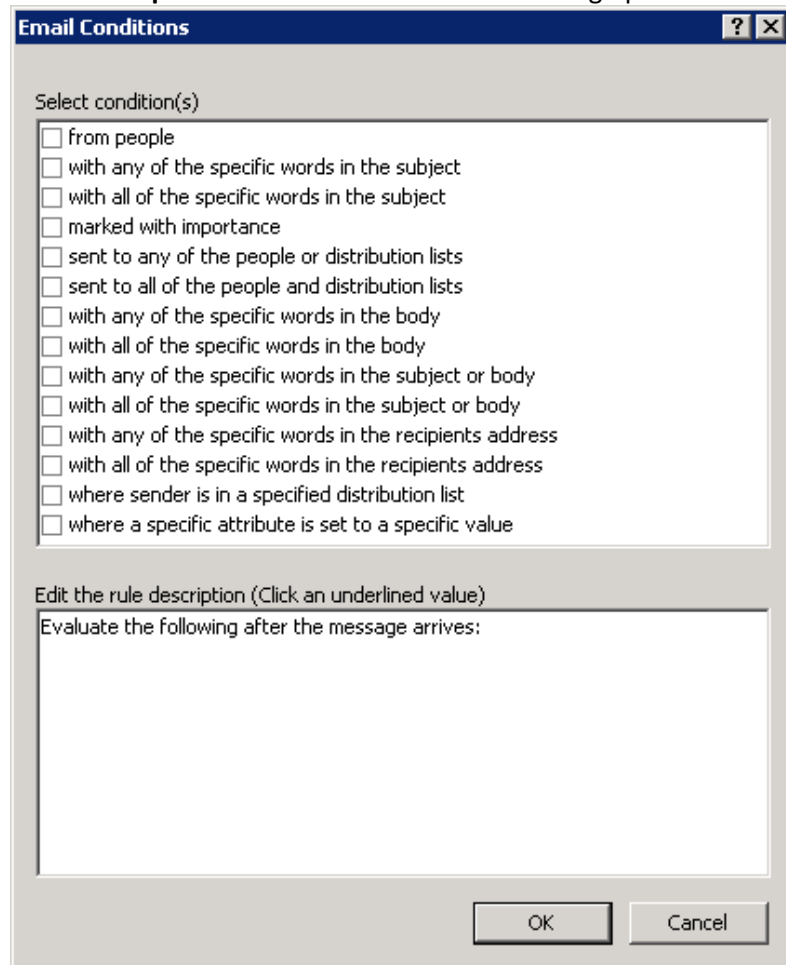 Email Conditions
Select condition(s)
from people
with any of the specific words in the subject
with all of the specific words in the subject
marked with importance
sent to any of the people or distribution lists
sent to all of the people and distribution lists
with any of the specific words in the body
with all of the specific words in the body
with any of the specific words in the subject or body
with all of the specific words in the subject or body
with any of the specific words in the recipients address
with all of the specific words in the recipients address
where sender is in a specified distribution list
where a specific attribute is set to a specific value
Edit the rule description (Click an underlined value)
Evaluate the following after the message arrives:
OK Cancel